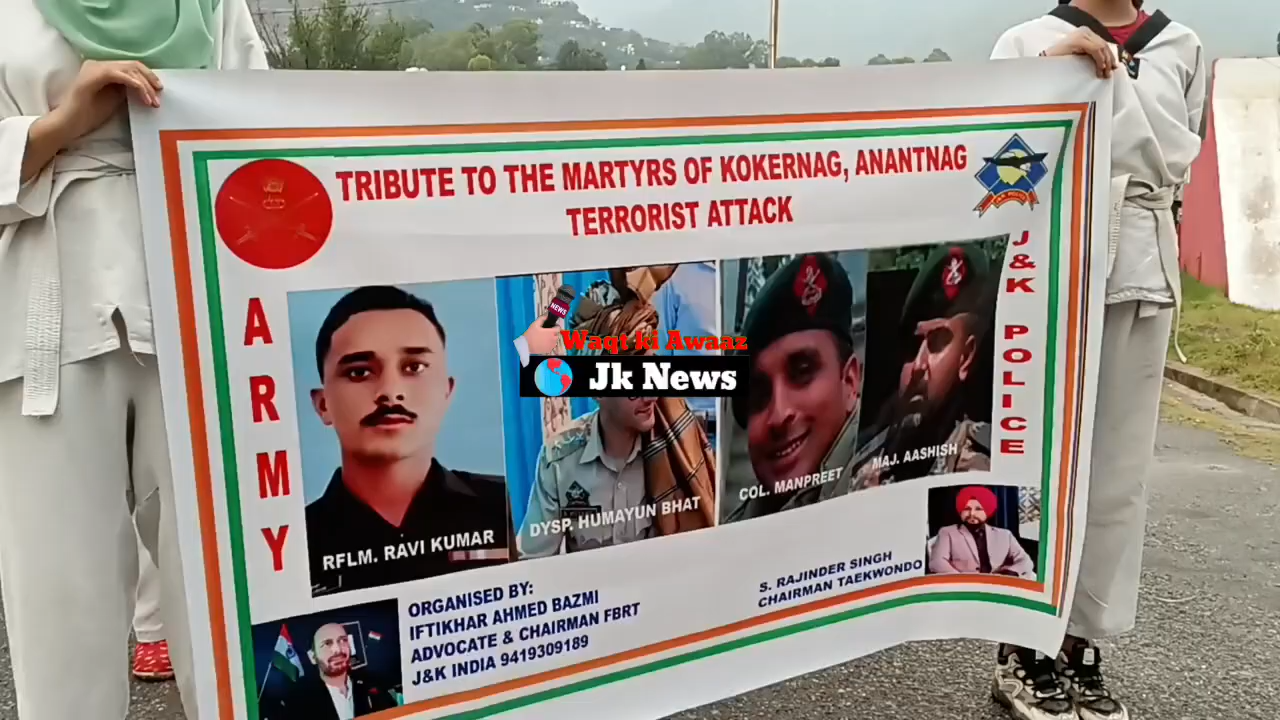 TRIBUTE TO THE MARTYRS OF KOKERNAG, ANANTNAG
TERRORIST ATTACK
ARMY
J&K POLICE
NEWS
Waqt ki Awaaz
Jk News
RFLM. RAVI KUMAR
DYSP. HUMAYUN BHAT
COL. MANPREET
MAJ. AASHISH
ORGANISED BY:
IFTIKHAR AHMED BAZMI
ADVOCATE & CHAIRMAN FBRT
J&K INDIA 9419309189
S. RAJINDER SINGH
CHAIRMAN TAEKWONDO